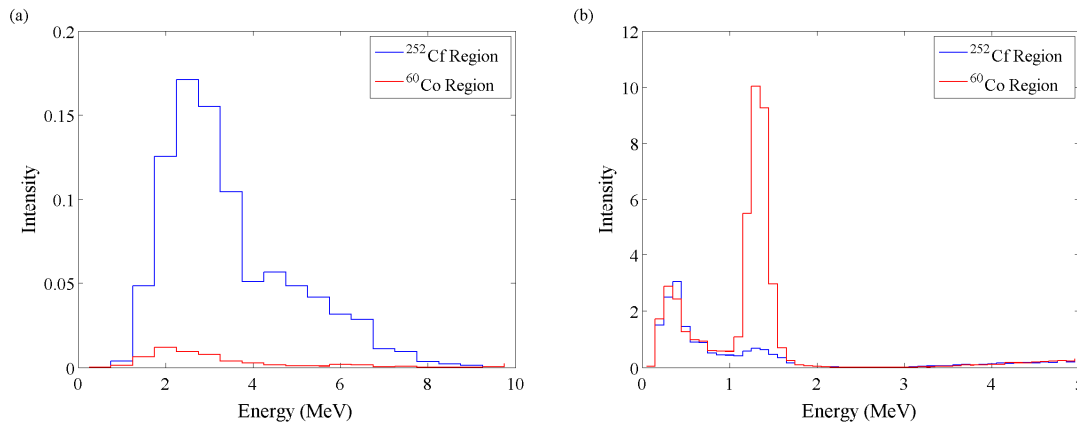 (a)
0.2
0.15
0.1
0.05
0
Intensity
0 2 4 6 8 10
Energy (MeV)
²⁵²Cf Region
⁶⁰Co Region
(b)
12
10
8
6
4
2
0
Intensity
0 1 2 3 4 5
Energy (MeV)
²⁵²Cf Region
⁶⁰Co Region